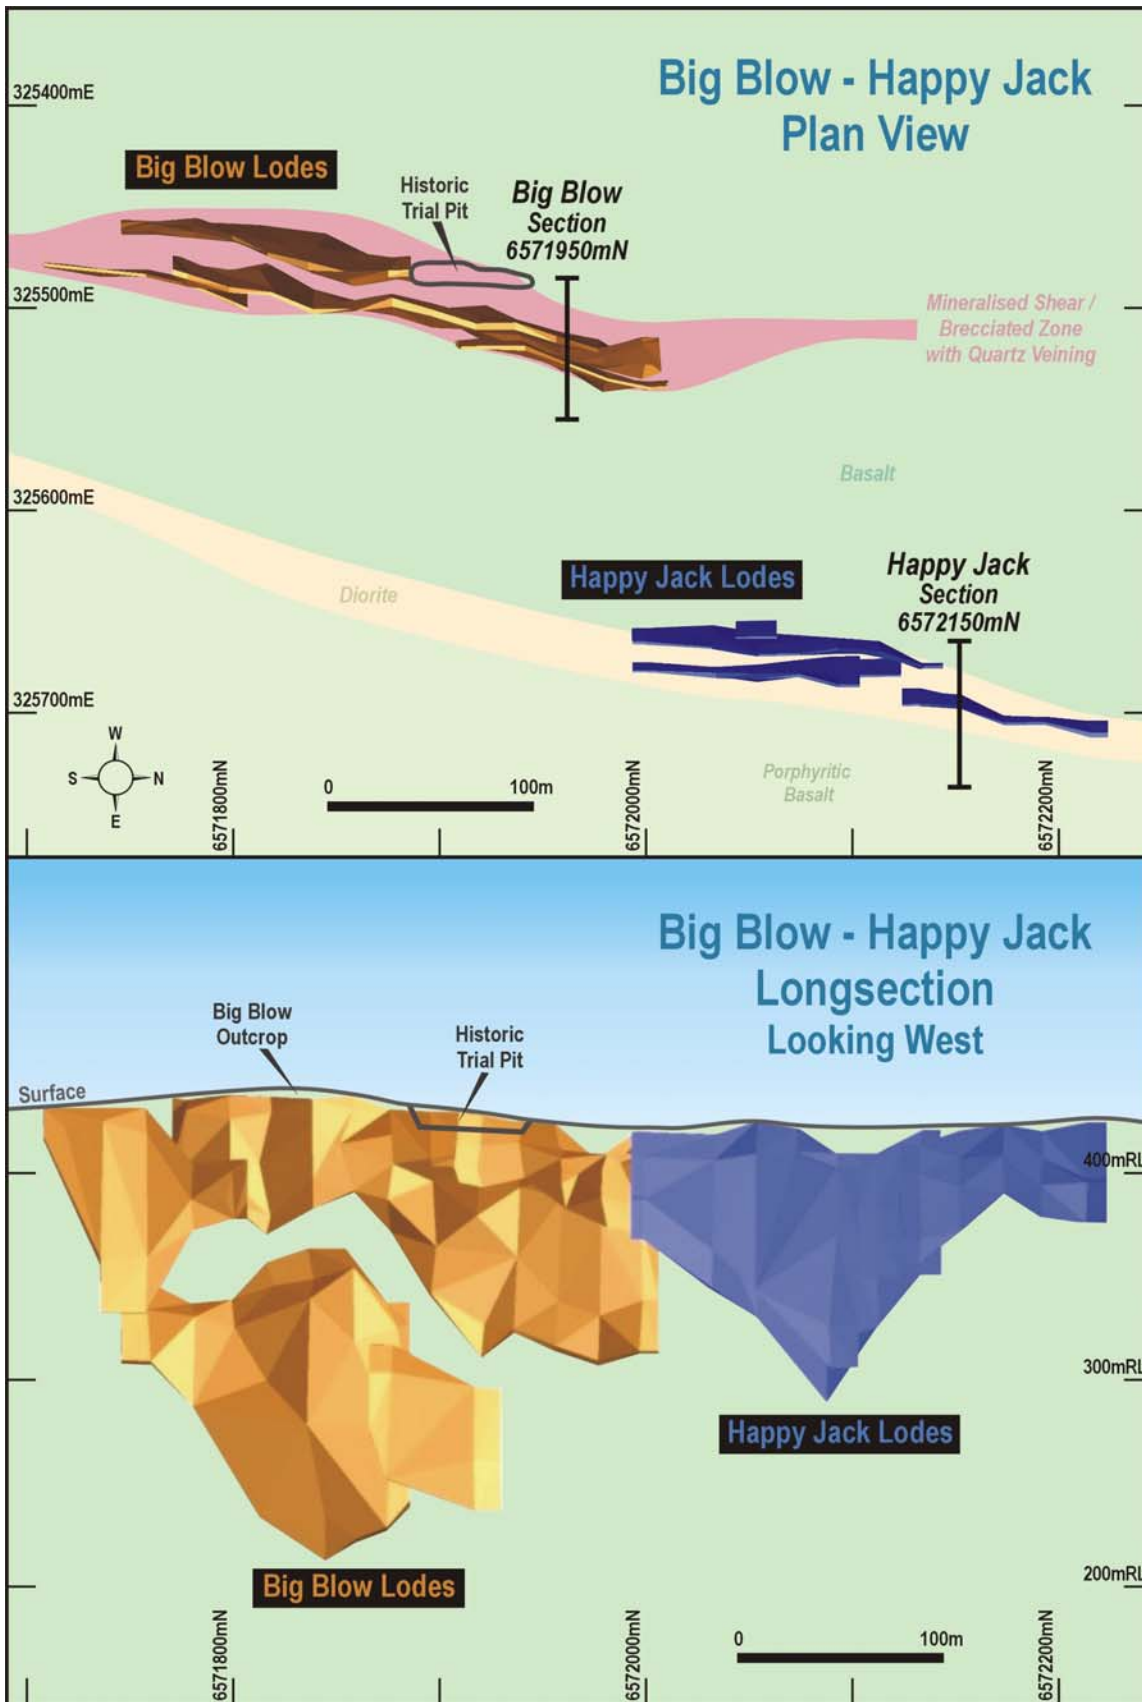 Big Blow - Happy Jack
Plan View
325400mE
Big Blow Lodes
Historic
Trial Pit
Big Blow
Section
6571950mN
325500mE
Mineralised Shear /
Brecciated Zone
with Quartz Veining
Basalt
325600mE
Happy Jack Lodes
Happy Jack
Section
6572150mN
Diorite
325700mE
W
S
N
E
6571800mN
0
100m
6572000mN
Porphyritic
Basalt
6572200mN
Big Blow - Happy Jack
Longsection
Looking West
Big Blow
Outcrop
Historic
Trial Pit
Surface
400mRL
300mRL
Happy Jack Lodes
200mRL
Big Blow Lodes
6571800mN
6572000mN
0
100m
6572200mN